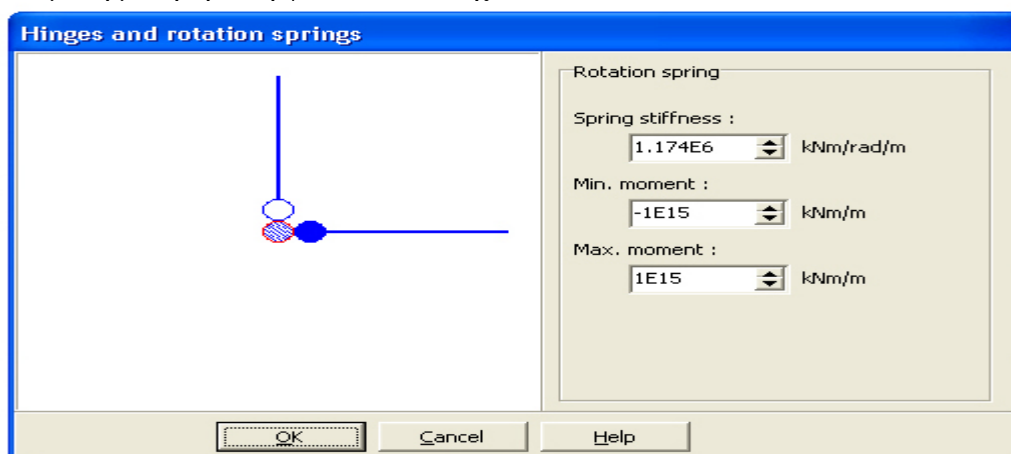 Hinges and rotation springs
Rotation spring
Spring stiffness :
1.174E6 kNm/rad/m
Min. moment :
-1E15 kNm/m
Max. moment :
1E15 kNm/m
OK Cancel Help